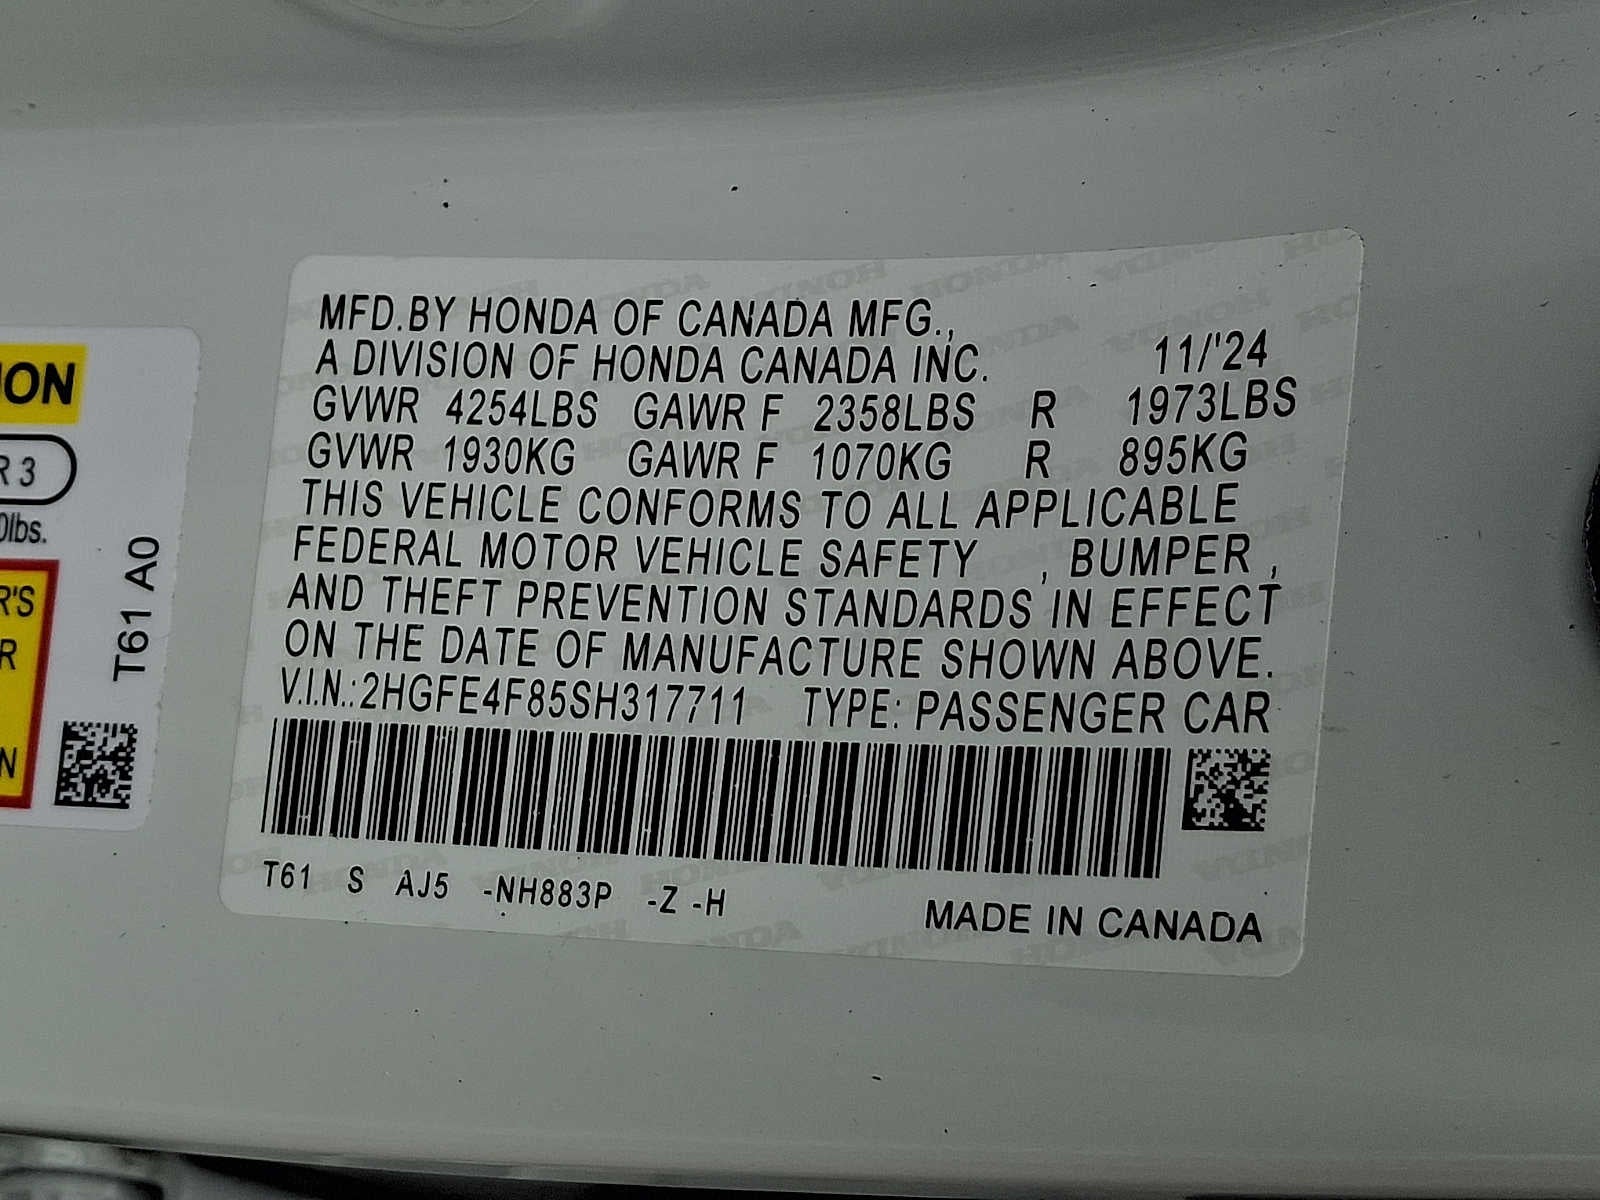 MFD.BY HONDA OF CANADA MFG.,
A DIVISION OF HONDA CANADA INC. 11/'24
GVWR 4254LBS GAWR F 2358LBS R 1973LBS
GVWR 1930KG GAWR F 1070KG R 895KG
THIS VEHICLE CONFORMS TO ALL APPLICABLE
FEDERAL MOTOR VEHICLE SAFETY , BUMPER ,
AND THEFT PREVENTION STANDARDS IN EFFECT
ON THE DATE OF MANUFACTURE SHOWN ABOVE.
V.I.N.:2HGFE4F85SH317711 TYPE: PASSENGER CAR
T61 S AJ5 -NH883P -Z -H
MADE IN CANADA
ION
R 3
0lbs.
R'S
R
N
T61 A0